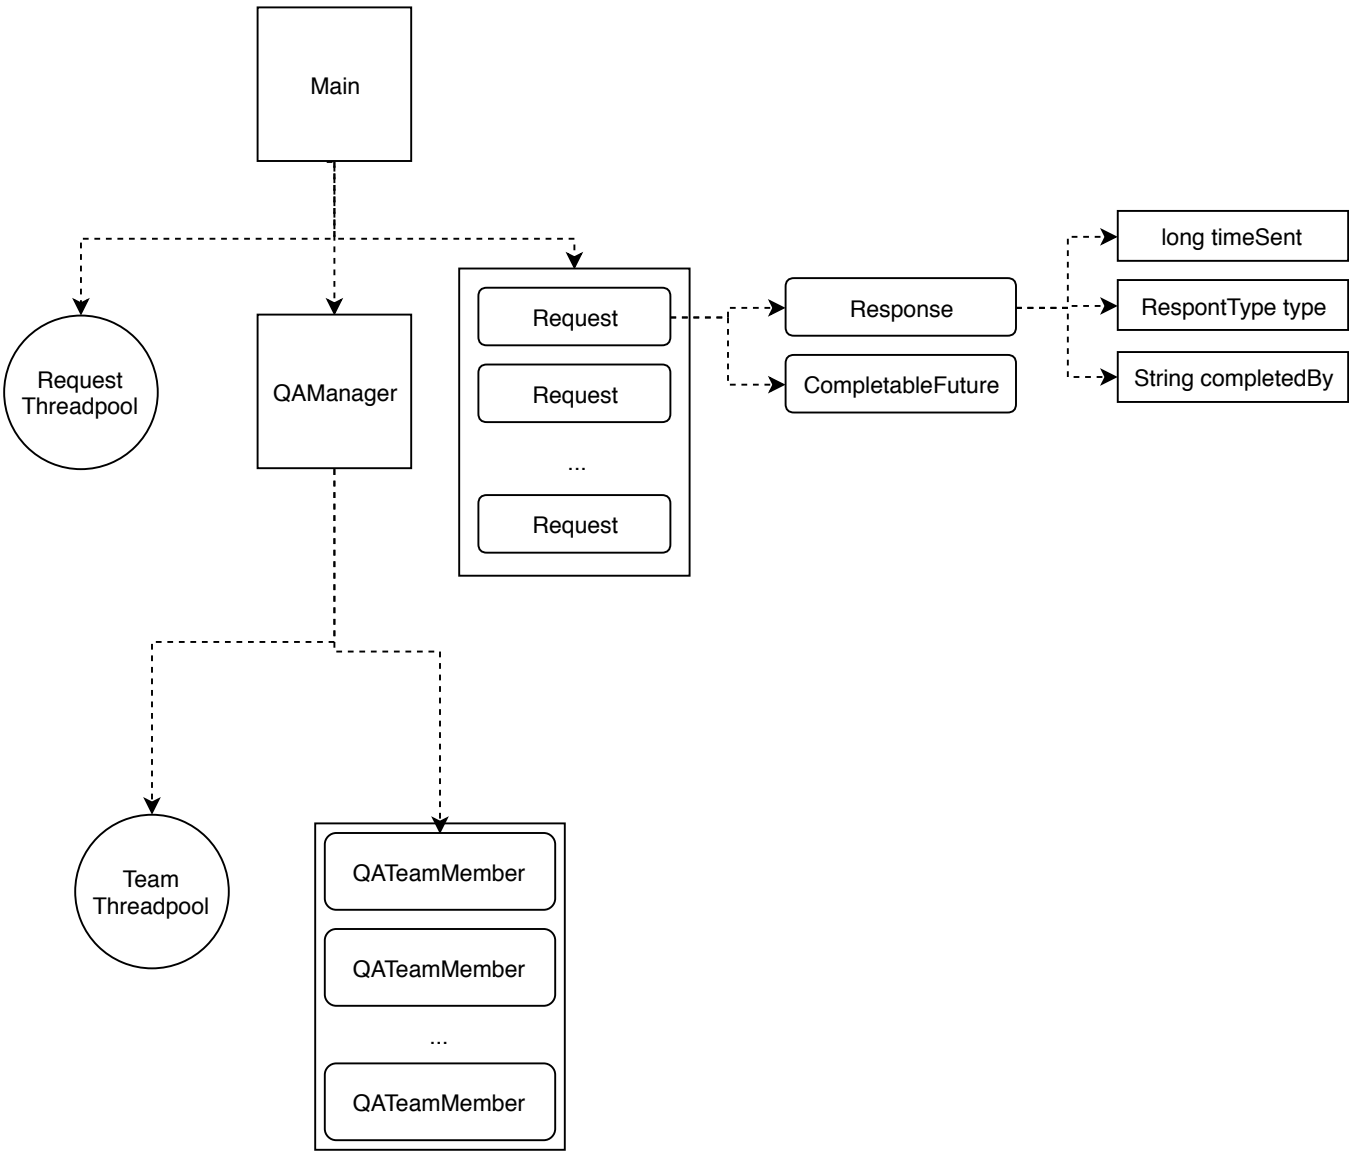 Main
Request
Threadpool
QAManager
Request
Request
...
Request
Response
CompletableFuture
long timeSent
RespontType type
String completedBy
Team
Threadpool
QATeamMember
QATeamMember
...
QATeamMember